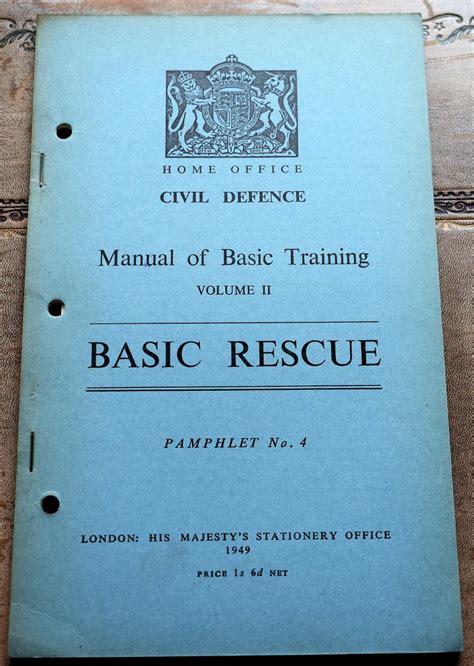 HOME OFFICE
CIVIL DEFENCE
Manual of Basic Training
VOLUME II
BASIC RESCUE
PAMPHLET No. 4
LONDON: HIS MAJESTY'S STATIONERY OFFICE
1949
PRICE 1s 6d NET